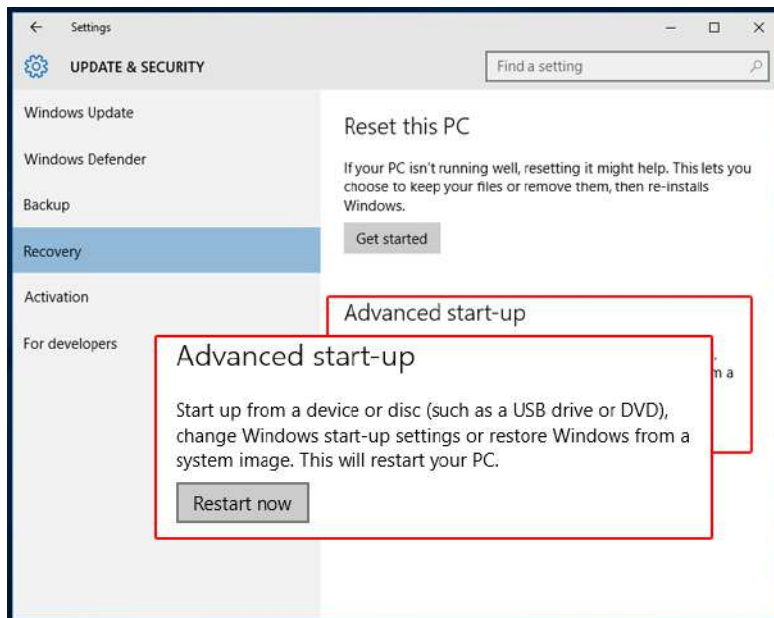 Settings
UPDATE & SECURITY
Find a setting
Windows Update
Windows Defender
Backup
Recovery
Activation
For developers
Reset this PC
If your PC isn't running well, resetting it might help. This lets you
choose to keep your files or remove them, then re-installs
Windows.
Get started
Advanced start-up
m a
Advanced start-up
Start up from a device or disc (such as a USB drive or DVD),
change Windows start-up settings or restore Windows from a
system image. This will restart your PC.
Restart now